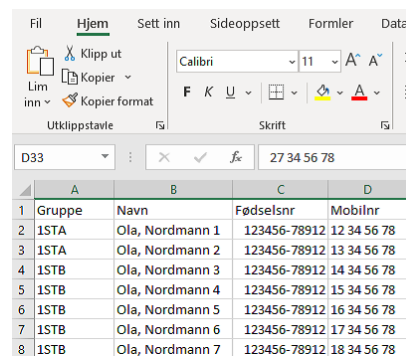 Fil Hjem Sett inn Sideoppsett Formler Data
Klipp ut
Kopier
Kopier format
Lim
inn
Calibri 11 A A
F K U A
Utklippstavle Skrift
D33 fx 27 34 56 78
A B C D
1 Gruppe Navn Fødselsnr Mobilnr
2 1STA Ola, Nordmann 1 123456-78912 12 34 56 78
3 1STA Ola, Nordmann 2 123456-78912 13 34 56 78
4 1STB Ola, Nordmann 3 123456-78912 14 34 56 78
5 1STB Ola, Nordmann 4 123456-78912 15 34 56 78
6 1STB Ola, Nordmann 5 123456-78912 16 34 56 78
7 1STB Ola, Nordmann 6 123456-78912 17 34 56 78
8 1STB Ola, Nordmann 7 123456-78912 18 34 56 78